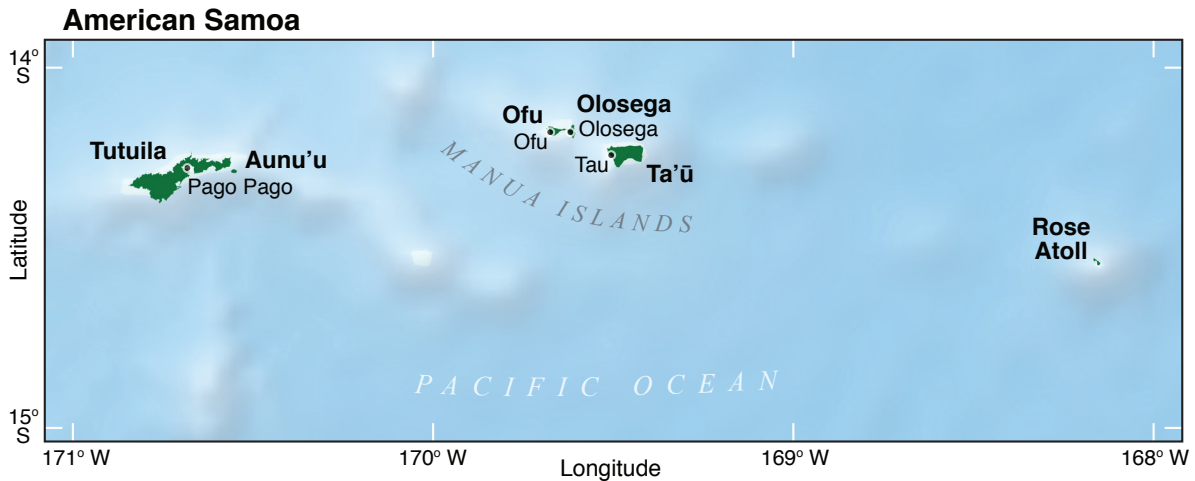 American Samoa
14°
S
Ofu
Olosega
Ofu
Olosega
Tutuila
Aunu’u
Pago Pago
Tau
Ta’ū
MANUA ISLANDS
Rose
Atoll
Latitude
PACIFIC OCEAN
15°
S
171° W
170° W
169° W
168° W
Longitude